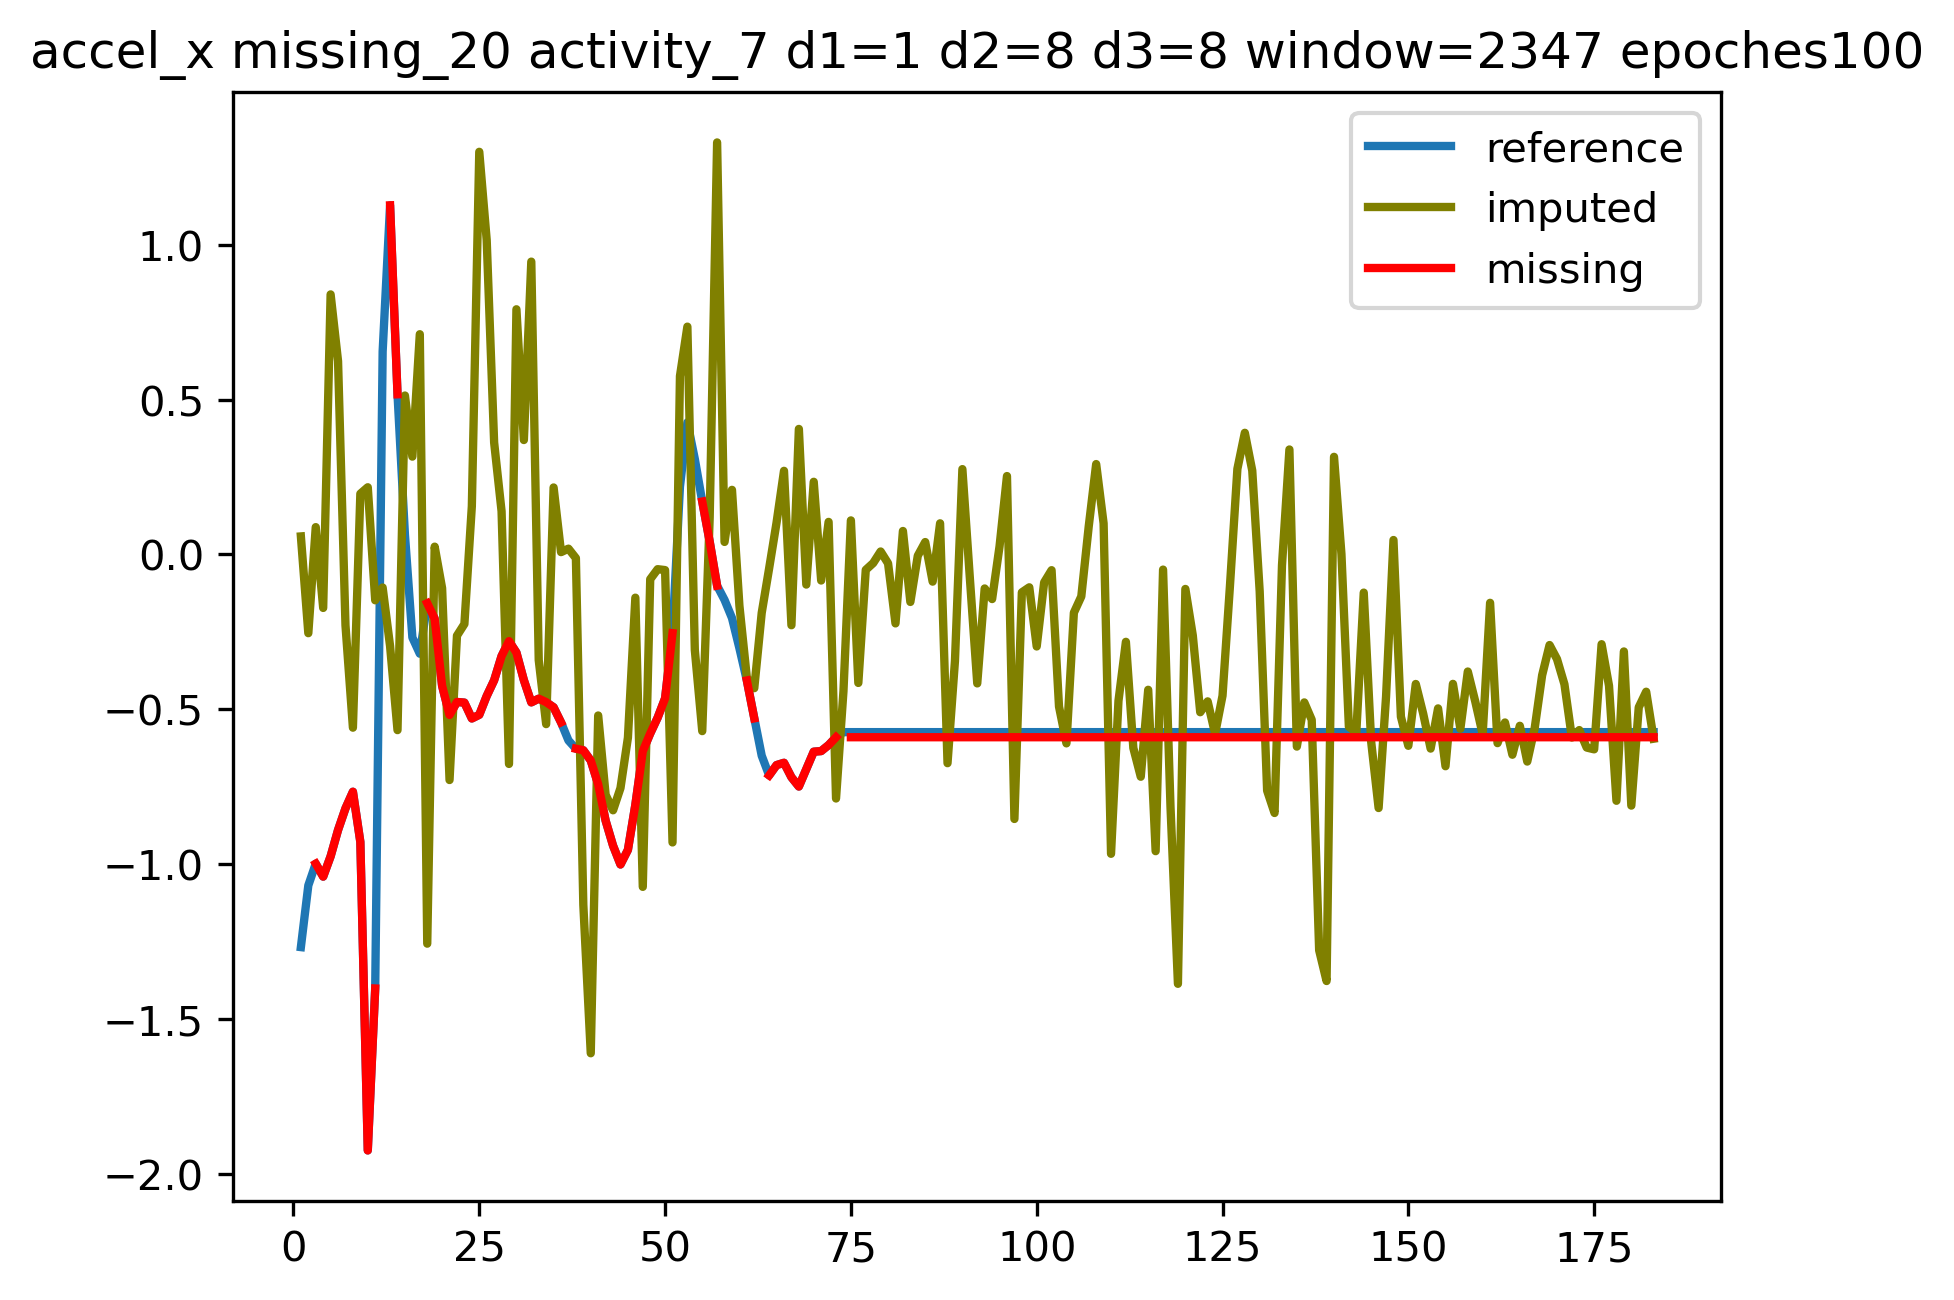 accel_x missing_20 activity_7 d1=1 d2=8 d3=8 window=2347 epoches100
reference
imputed
missing
1.0
0.5
0.0
−0.5
−1.0
−1.5
−2.0
0 25 50 75 100 125 150 175